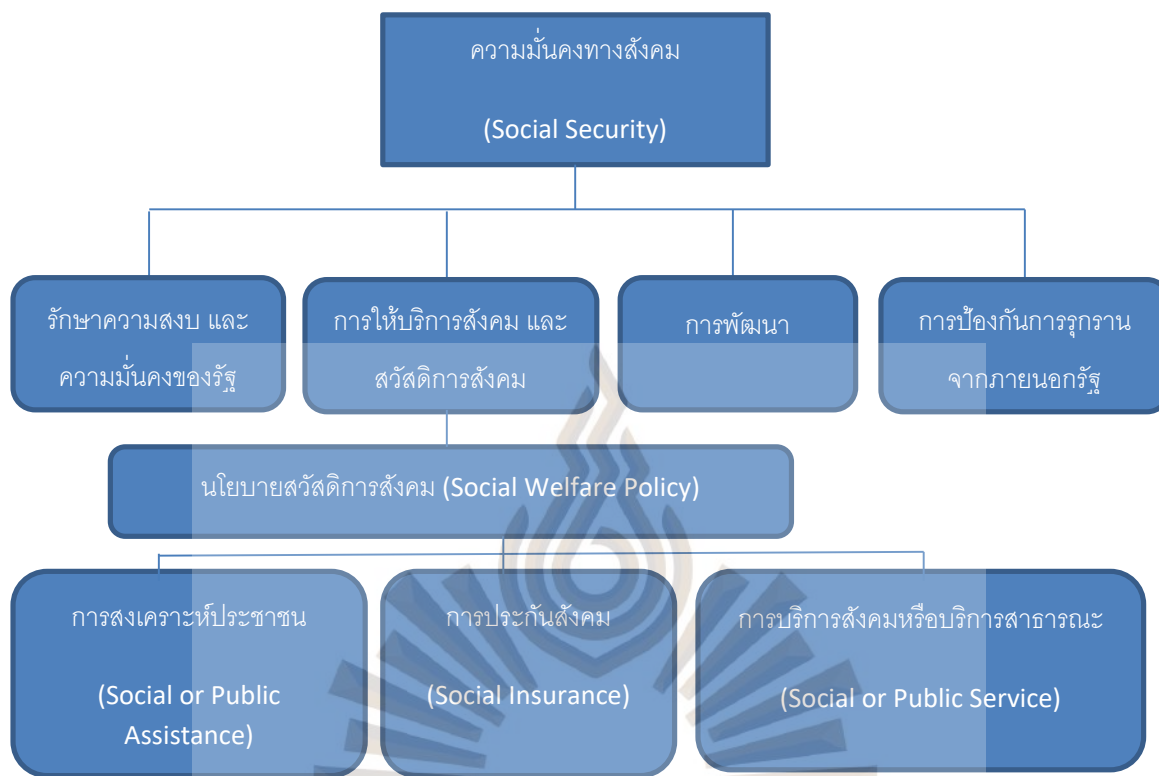 ความมั่นคงทางสังคม
(Social Security)
รักษาความสงบ และ
ความมั่นคงของรัฐ
การให้บริการสังคม และ
สวัสดิการสังคม
การพัฒนา
การป้องกันการรุกราน
จากภายนอกรัฐ
นโยบายสวัสดิการสังคม (Social Welfare Policy)
การสงเคราะห์ประชาชน
(Social or Public
Assistance)
การประกันสังคม
(Social Insurance)
การบริการสังคมหรือบริการสาธารณะ
(Social or Public Service)